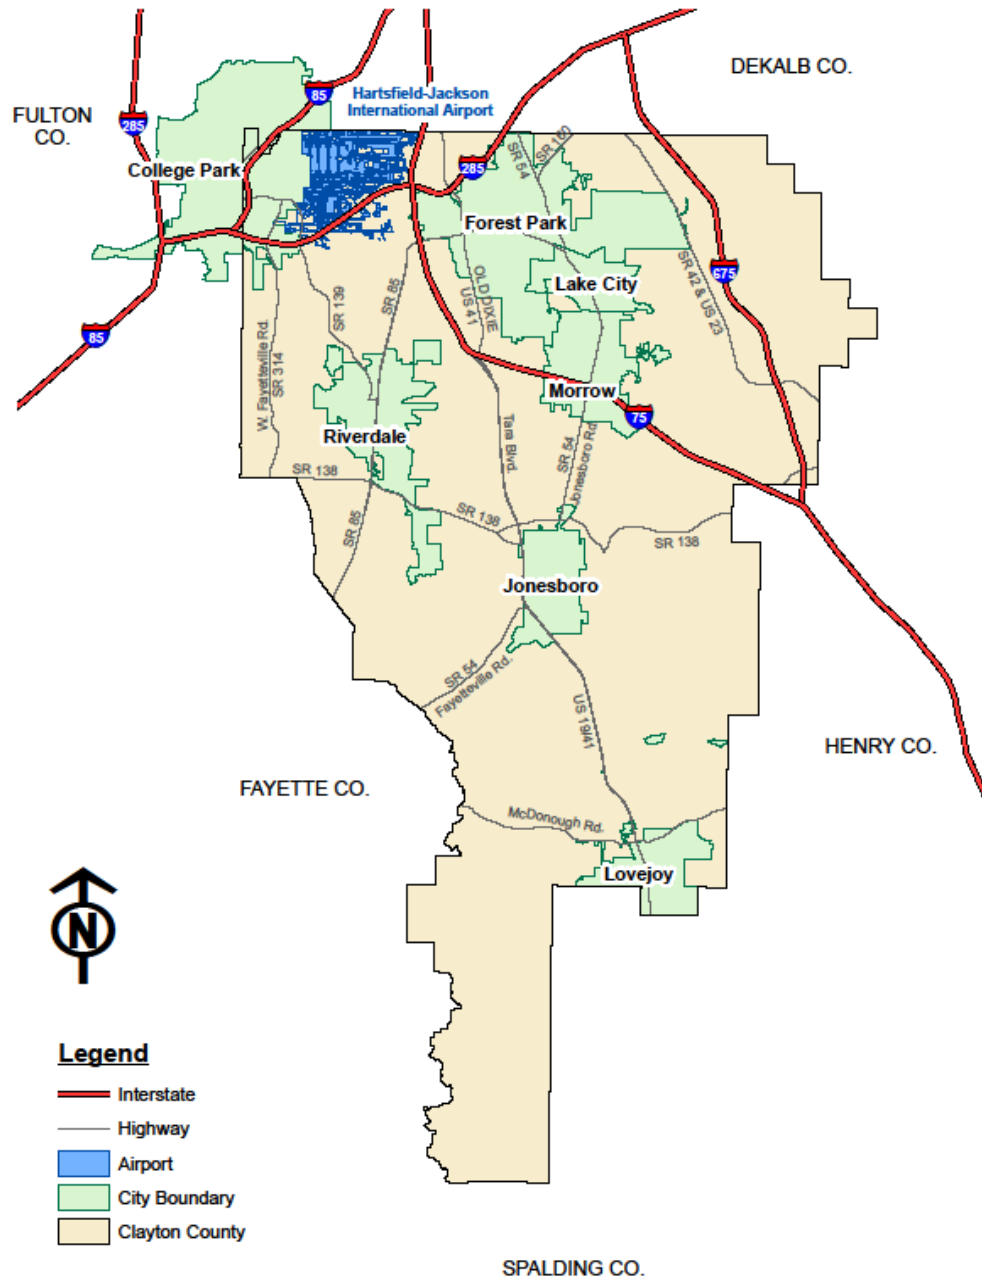 DEKALB CO.
85
Hartsfield-Jackson
International Airport
FULTON
CO.
285
SR 160
SR 54
College Park
285
Forest Park
675
SR 42 & US 23
Lake City
OLD DIXIE
US 41
SR 85
SR 139
85
W. Fayetteville Rd.
SR 314
Morrow
75
Riverdale
Tara Blvd.
SR 54
Jonesboro Rd.
SR 138
SR 138
SR 138
SR 85
Jonesboro
SR 54
Fayetteville Rd.
US 19/41
HENRY CO.
FAYETTE CO.
McDonough Rd.
Lovejoy
N
Legend
Interstate
Highway
Airport
City Boundary
Clayton County
SPALDING CO.